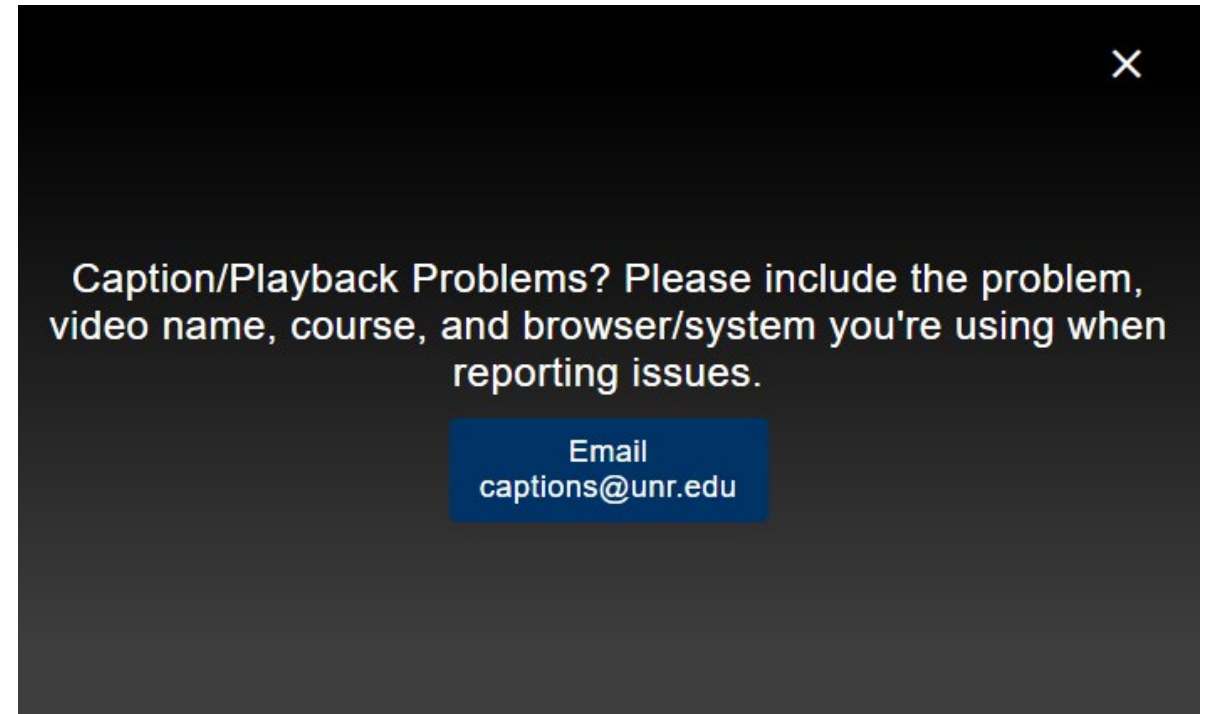 Caption/Playback Problems? Please include the problem,
video name, course, and browser/system you're using when
reporting issues.
Email
captions@unr.edu